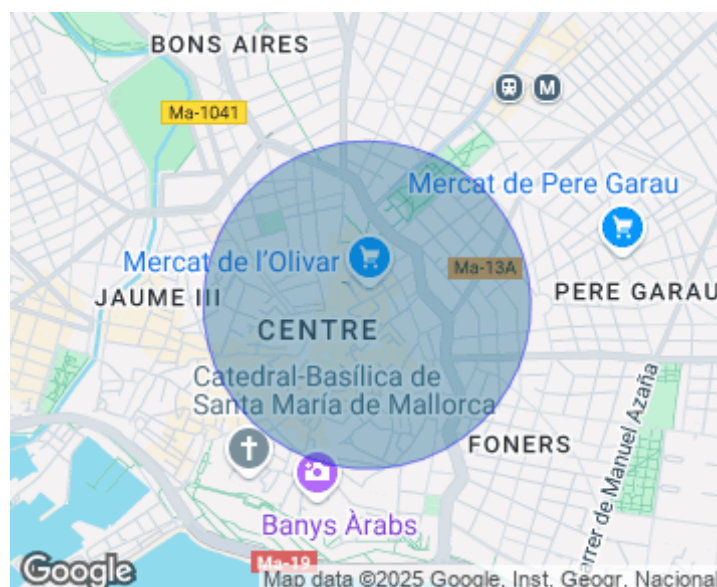 BONS AIRES
M
Ma-1041
Mercat de Pere Garau
Mercat de l'Olivar
Ma-13A
JAUME III
PERE GARAU
CENTRE
Catedral-Basílica de
Santa María de Mallorca
FONERS
Carrer de Manuel Azaña
Banys Àrabs
Ma-19
Google
Map data ©2025 Google, Inst. Geogr. Nacional